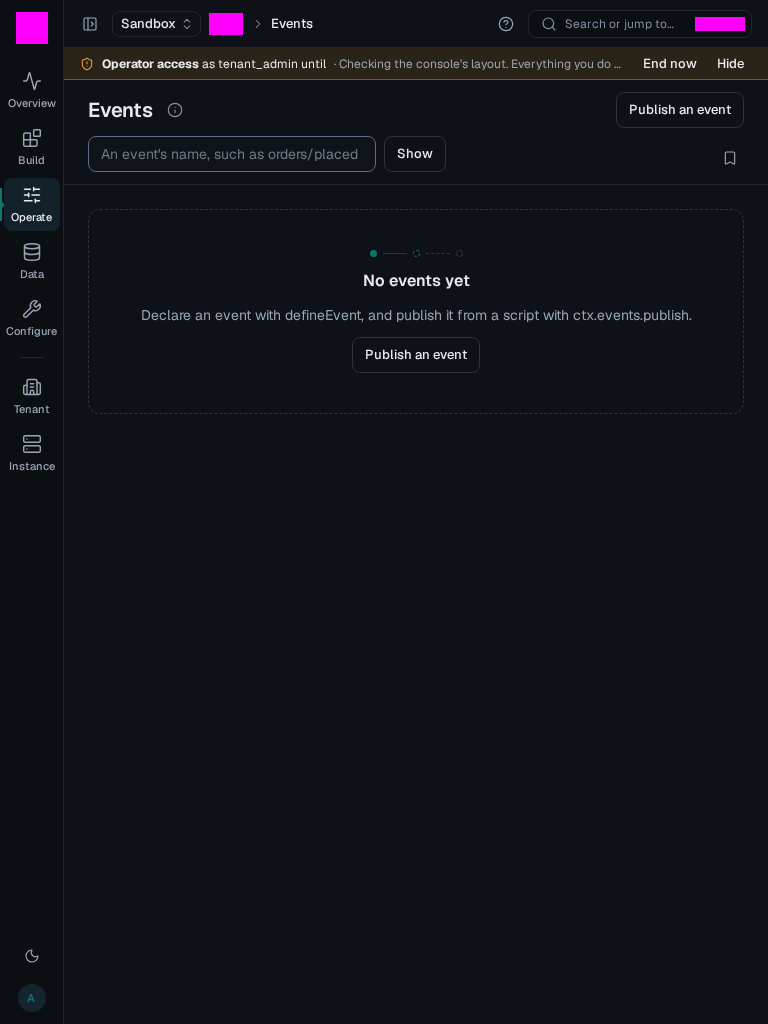 Sandbox
Events
Search or jump to…
Operator access as tenant_admin until · Checking the console's layout. Everything you do …
End now
Hide
Overview
Build
Operate
Data
Configure
Tenant
Instance
A
Events
Publish an event
An event's name, such as orders/placed
Show
No events yet
Declare an event with defineEvent, and publish it from a script with ctx.events.publish.
Publish an event